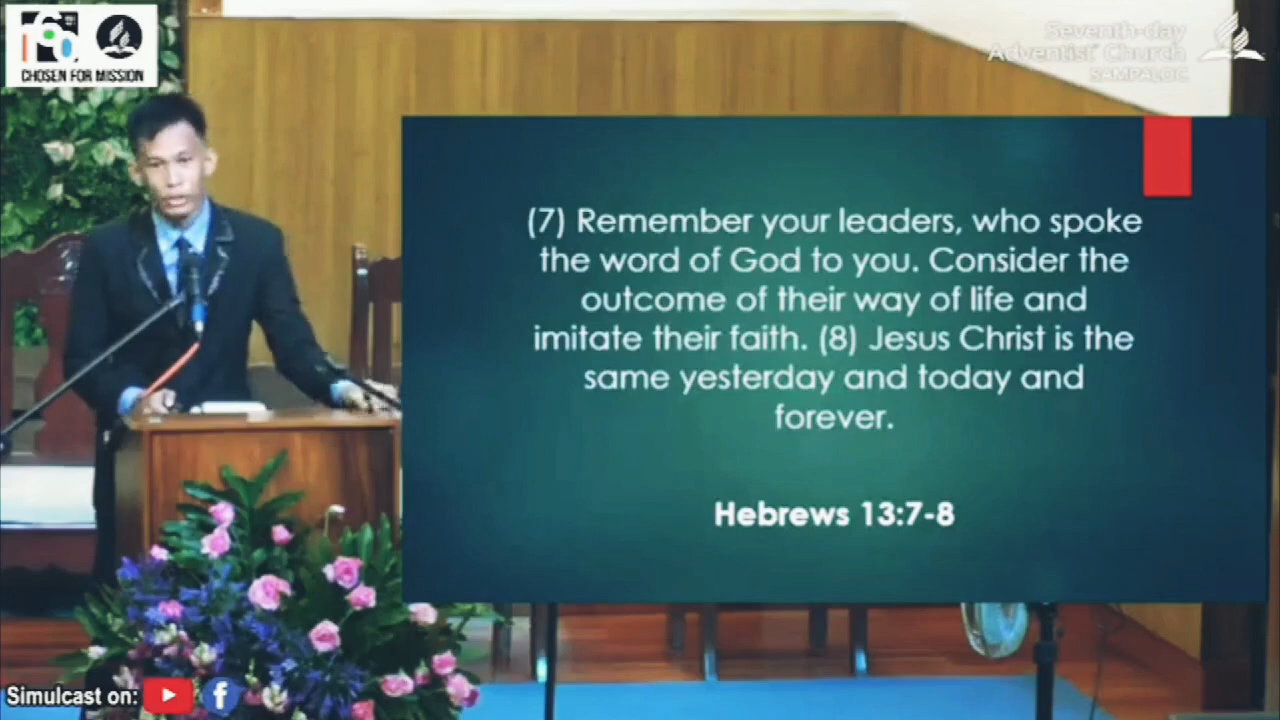 160
CHOSEN FOR MISSION
Seventh-day
Adventist Church
SAMPALOC
(7) Remember your leaders, who spoke
the word of God to you. Consider the
outcome of their way of life and
imitate their faith. (8) Jesus Christ is the
same yesterday and today and
forever.
Hebrews 13:7-8
Simulcast on: